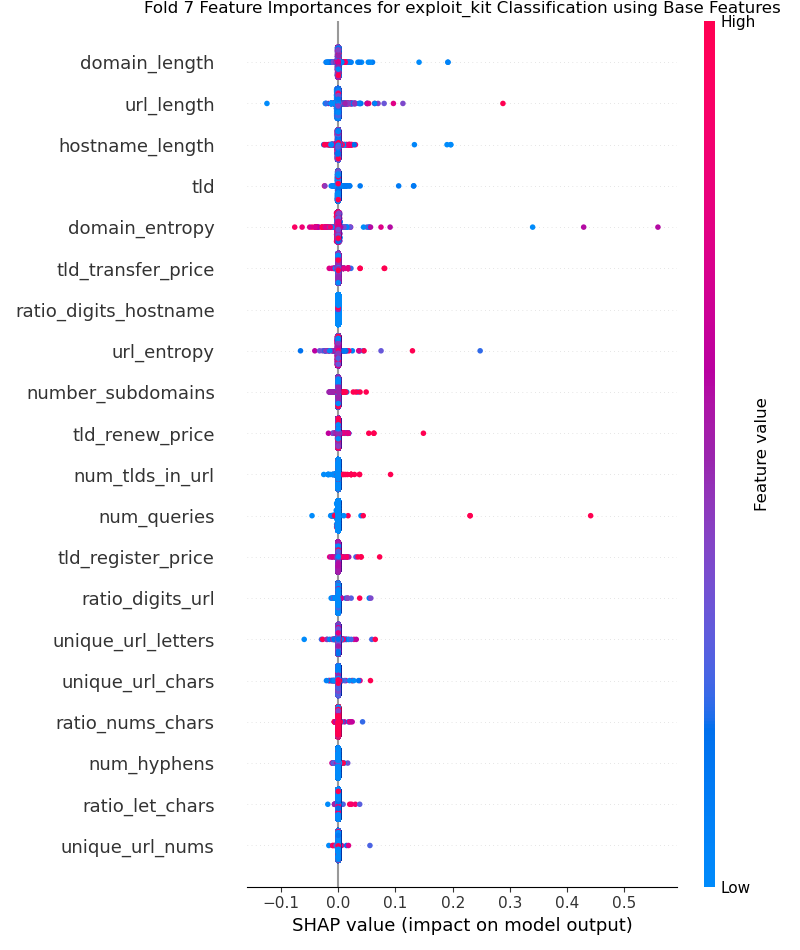 Fold 7 Feature Importances for exploit_kit Classification using Base Features
High
domain_length
url_length
hostname_length
tld
domain_entropy
tld_transfer_price
ratio_digits_hostname
url_entropy
number_subdomains
tld_renew_price
num_tlds_in_url
num_queries
tld_register_price
ratio_digits_url
unique_url_letters
unique_url_chars
ratio_nums_chars
num_hyphens
ratio_let_chars
unique_url_nums
Feature value
Low
−0.1 0.0 0.1 0.2 0.3 0.4 0.5
SHAP value (impact on model output)